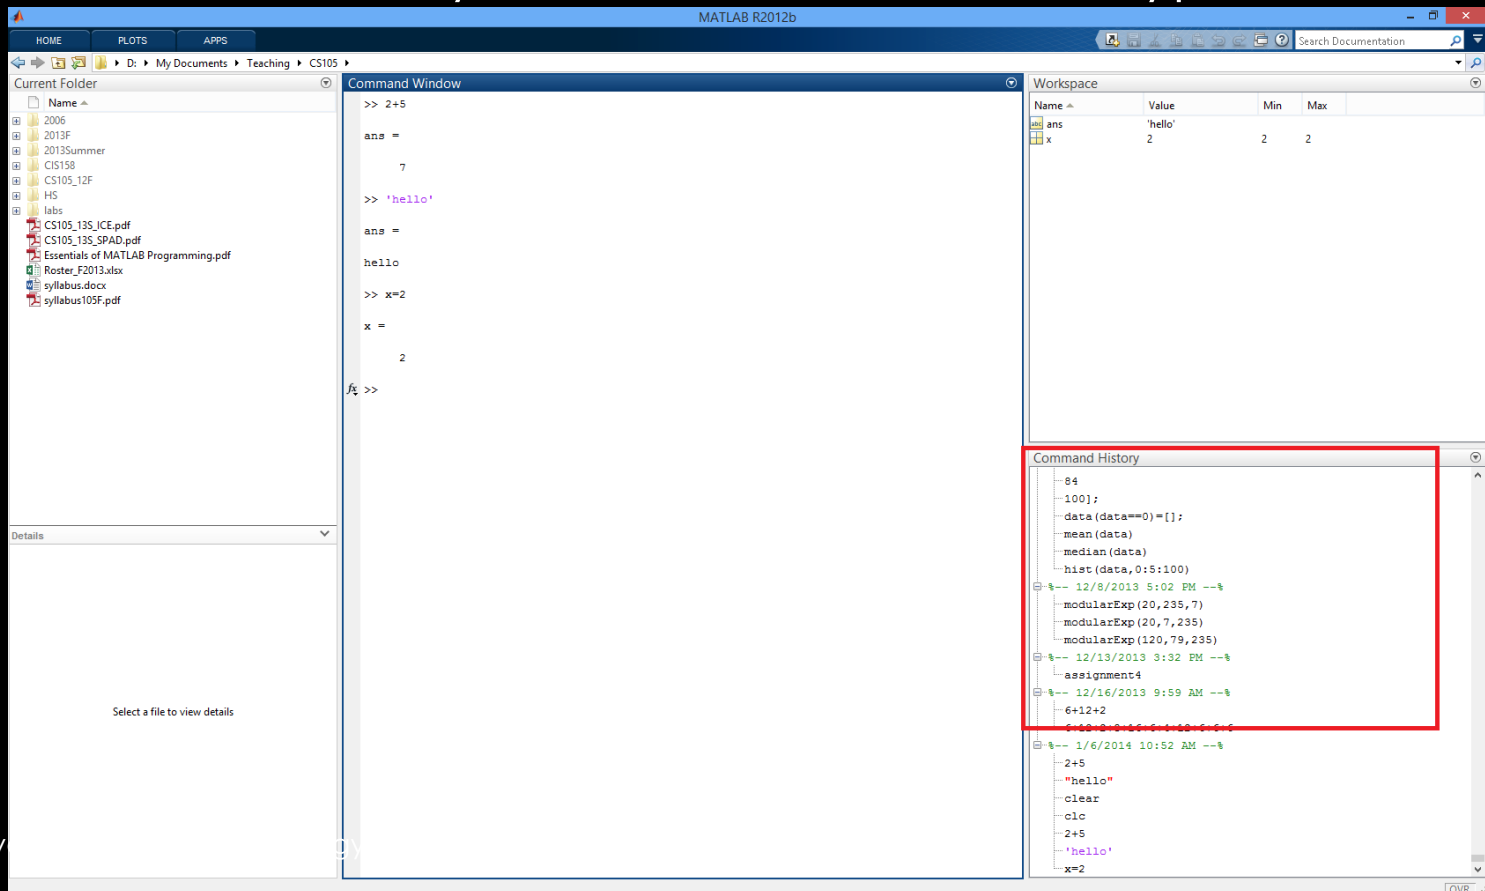 MATLAB R2012b
HOME PLOTS APPS
Search Documentation
D: My Documents Teaching CS105
Current Folder
Name
2006
2013F
2013Summer
CIS158
CS105_12F
HS
labs
CS105_13S_ICE.pdf
CS105_13S_SPAD.pdf
Essentials of MATLAB Programming.pdf
Roster_F2013.xlsx
syllabus.docx
syllabus105F.pdf
Details
Select a file to view details
Command Window
>> 2+5
ans =
7
>> 'hello'
ans =
hello
>> x=2
x =
2
fx >>
Workspace
Name Value Min Max
abc ans 'hello'
x 2 2 2
Command History
84
100];
data(data==0)=[];
mean(data)
median(data)
hist(data,0:5:100)
%-- 12/8/2013 5:02 PM --%
modularExp(20,235,7)
modularExp(20,7,235)
modularExp(120,79,235)
%-- 12/13/2013 3:32 PM --%
assignment4
%-- 12/16/2013 9:59 AM --%
6+12+2
%-- 1/6/2014 10:52 AM --%
2+5
"hello"
clear
clc
2+5
'hello'
x=2
OVR